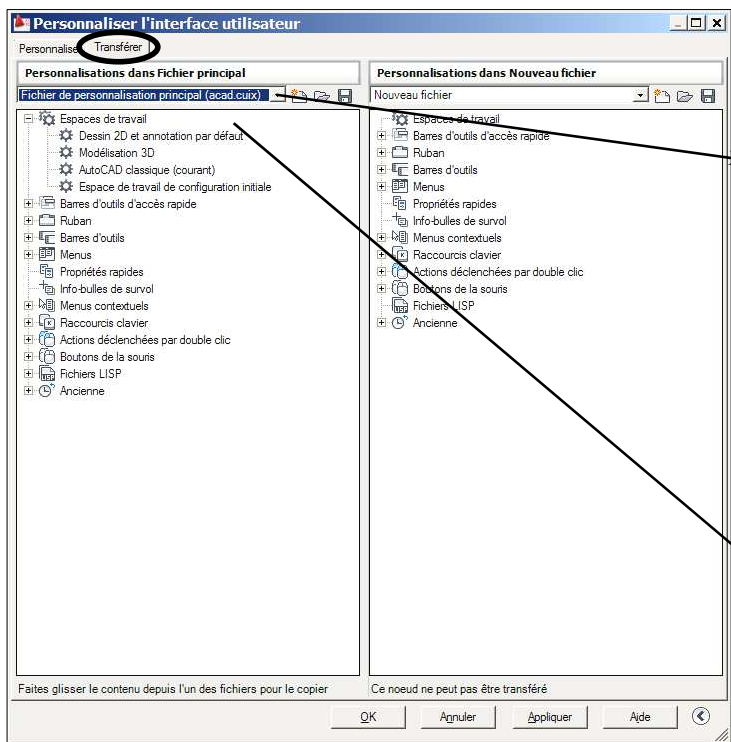 Personnaliser l'interface utilisateur
Personnalise Transférer
Personnalisations dans Fichier principal
Fichier de personnalisation principal (acad.cuix)
Espaces de travail
Dessin 2D et annotation par défaut
Modélisation 3D
AutoCAD classique (courant)
Espace de travail de configuration initiale
Barres d'outils d'accès rapide
Ruban
Barres d'outils
Menus
Propriétés rapides
Info-bulles de survol
Menus contextuels
Raccourcis clavier
Actions déclenchées par double clic
Boutons de la souris
Fichiers LISP
Ancienne
Faites glisser le contenu depuis l'un des fichiers pour le copier
Personnalisations dans Nouveau fichier
Nouveau fichier
Espaces de travail
Barres d'outils d'accès rapide
Ruban
Barres d'outils
Menus
Propriétés rapides
Info-bulles de survol
Menus contextuels
Raccourcis clavier
Actions déclenchées par double clic
Boutons de la souris
Fichiers LISP
Ancienne
Ce noeud ne peut pas être transféré
OK Annuler Appliquer Aide